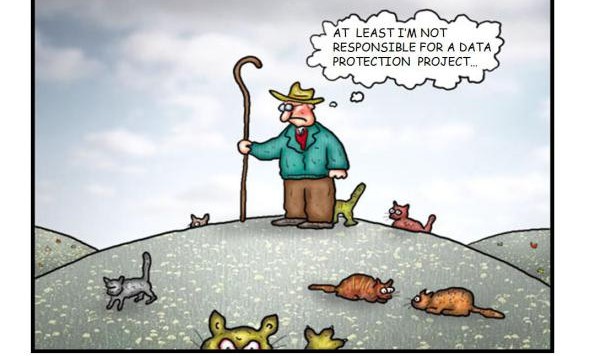 AT LEAST I'M NOT
RESPONSIBLE FOR A DATA
PROTECTION PROJECT...